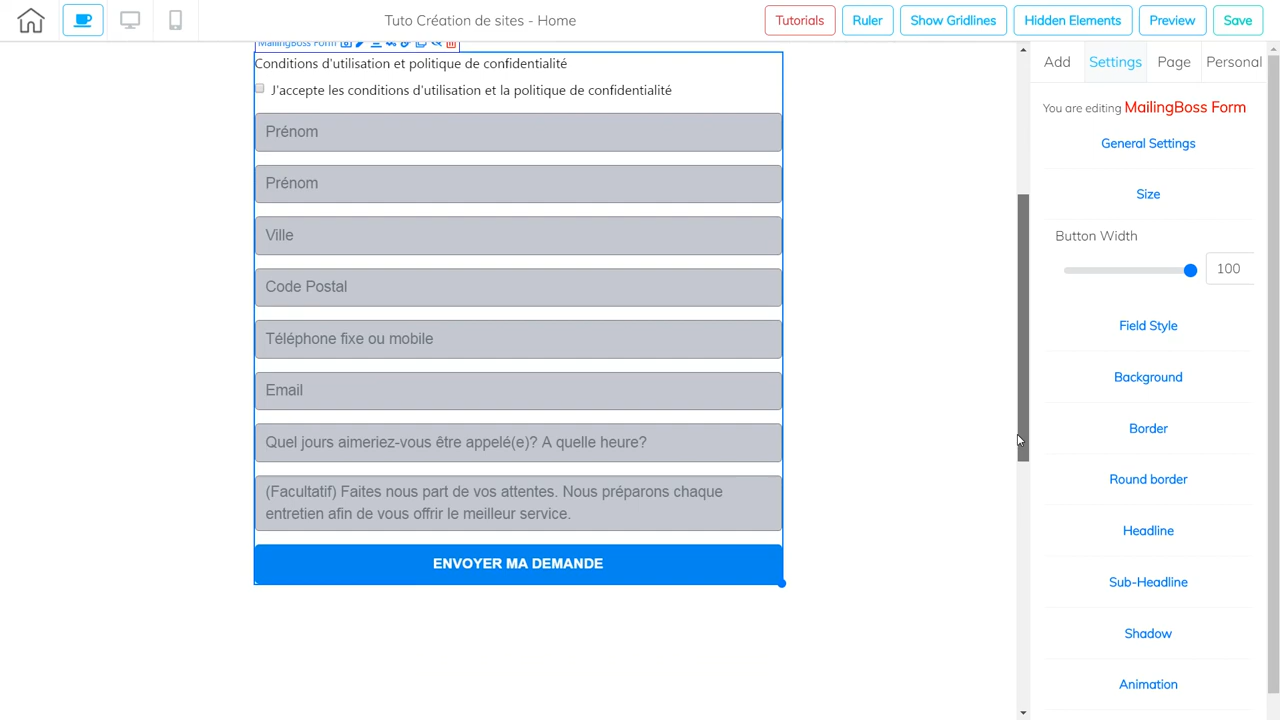 Tuto Création de sites - Home
Tutorials
Ruler
Show Gridlines
Hidden Elements
Preview
Save
MailingBoss Form
Conditions d'utilisation et politique de confidentialité
J'accepte les conditions d'utilisation et la politique de confidentialité
Prénom
Prénom
Ville
Code Postal
Téléphone fixe ou mobile
Email
Quel jours aimeriez-vous être appelé(e)? A quelle heure?
(Facultatif) Faites nous part de vos attentes. Nous préparons chaque
entretien afin de vous offrir le meilleur service.
ENVOYER MA DEMANDE
Add
Settings
Page
Personal
You are editing MailingBoss Form
General Settings
Size
Button Width
100
Field Style
Background
Border
Round border
Headline
Sub-Headline
Shadow
Animation